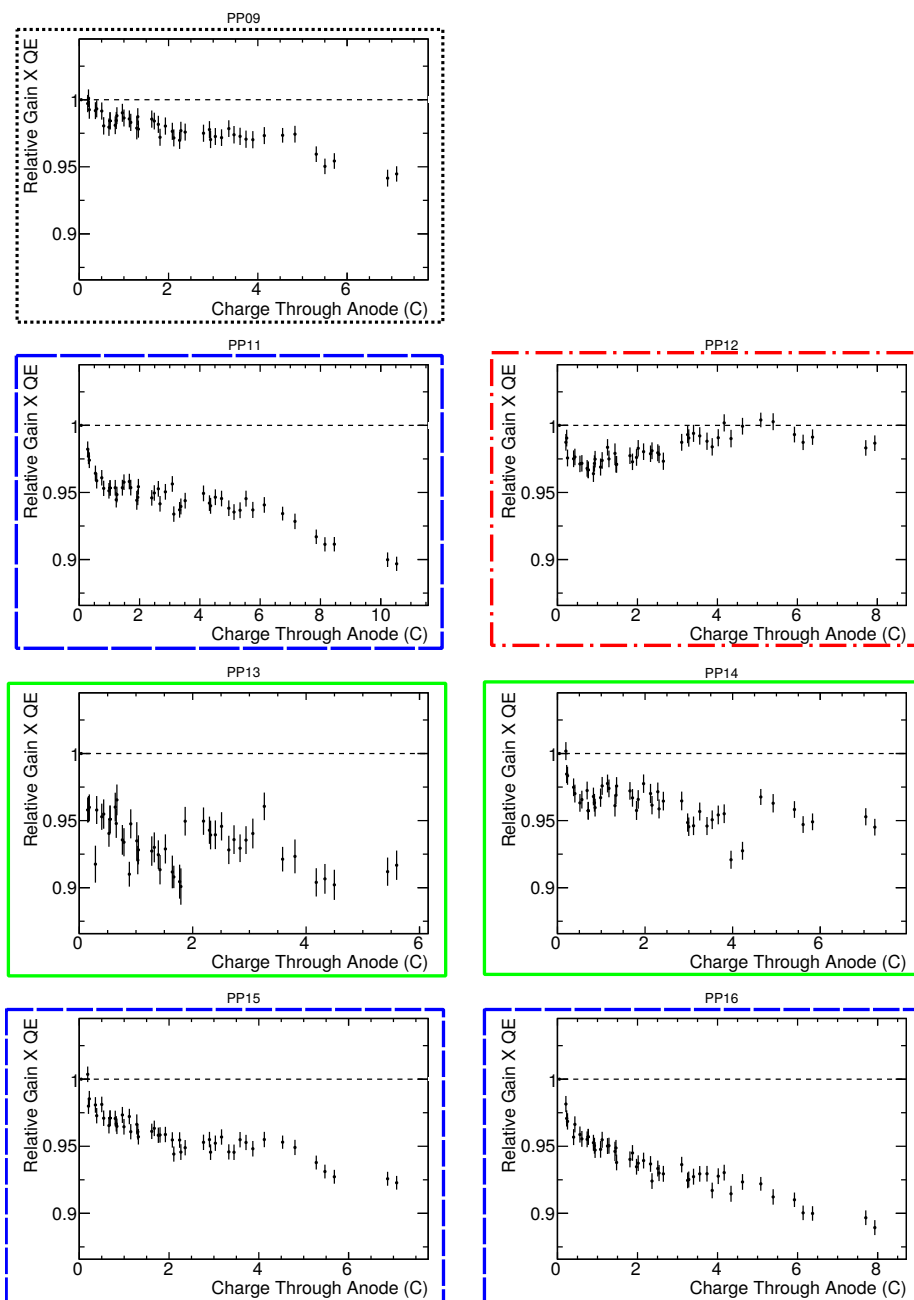 PP09
Relative Gain X QE
1
0.95
0.9
0 2 4 6
Charge Through Anode (C)
PP11
Relative Gain X QE
1
0.95
0.9
0 2 4 6 8 10
Charge Through Anode (C)
PP12
Relative Gain X QE
1
0.95
0.9
0 2 4 6 8
Charge Through Anode (C)
PP13
Relative Gain X QE
1
0.95
0.9
0 2 4 6
Charge Through Anode (C)
PP14
Relative Gain X QE
1
0.95
0.9
0 2 4 6
Charge Through Anode (C)
PP15
Relative Gain X QE
1
0.95
0.9
0 2 4 6
Charge Through Anode (C)
PP16
Relative Gain X QE
1
0.95
0.9
0 2 4 6 8
Charge Through Anode (C)